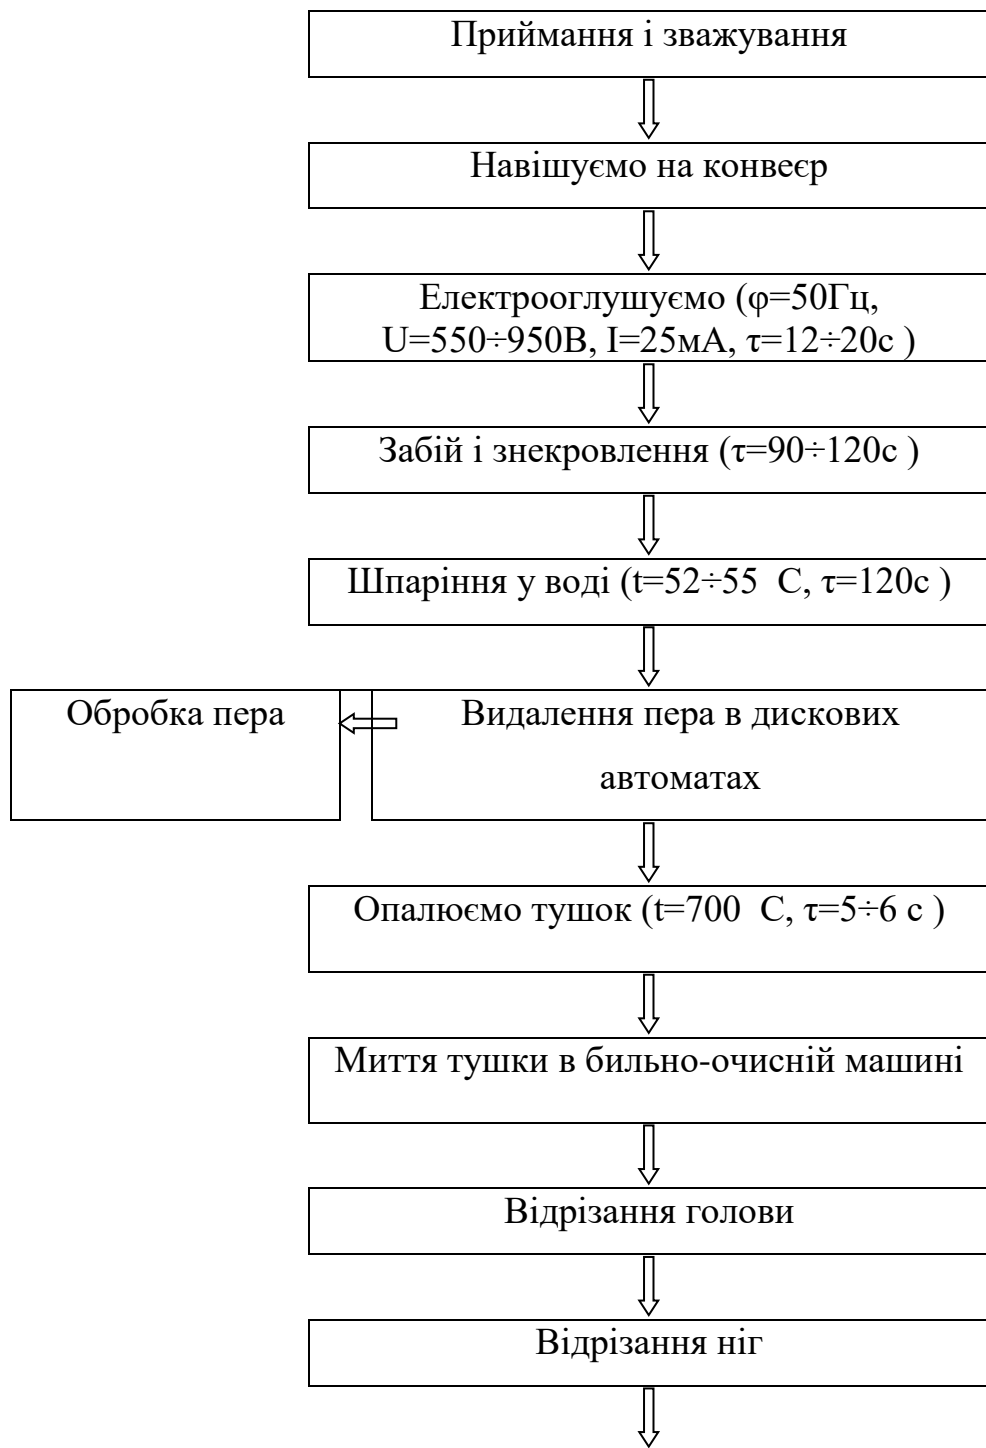 Приймання і зважування
Навішуємо на конвеєр
Електрооглушуємо (φ=50Гц,
U=550÷950В, I=25мА, τ=12÷20с )
Забій і знекровлення (τ=90÷120с )
Шпаріння у воді (t=52÷55 С, τ=120с )
Обробка пера
Видалення пера в дискових
автоматах
Опалюємо тушок (t=700 С, τ=5÷6 с )
Миття тушки в бильно-очисній машині
Відрізання голови
Відрізання ніг